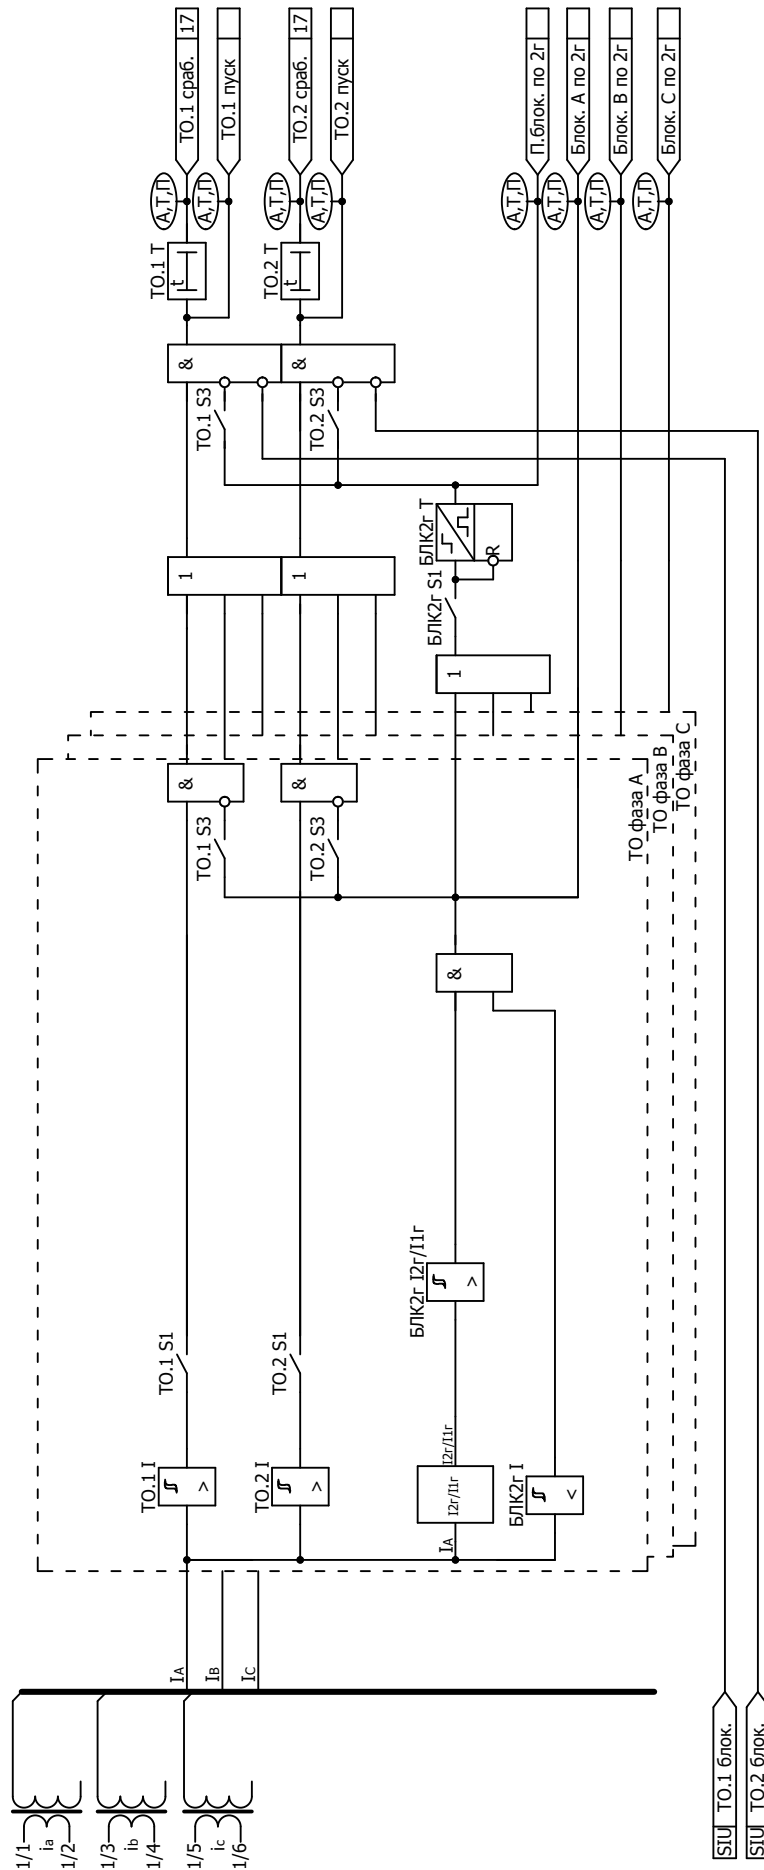 1/1
ia
1/2
1/3
ib
1/4
1/5
ic
1/6
IA
IB
IC
ТО.1 I
>
ТО.1 S1
ТО.2 I
>
ТО.2 S1
IA
I2г/I1г
I2г/I1г
БЛК2г I2г/I1г
>
БЛК2г I
<
&
ТО.1 S3
&
ТО.2 S3
&
ТО фаза А
ТО фаза В
ТО фаза С
1
1
1
БЛК2г S1
БЛК2г T
R
ТО.1 S3
&
ТО.2 S3
&
ТО.1 T
t
ТО.2 T
t
А,Т,П
А,Т,П
А,Т,П
А,Т,П
А,Т,П
А,Т,П
А,Т,П
А,Т,П
ТО.1 сраб. 17
ТО.1 пуск
ТО.2 сраб. 17
ТО.2 пуск
П.блок. по 2г
Блок. А по 2г
Блок. В по 2г
Блок. С по 2г
SIU ТО.1 блок.
SIU ТО.2 блок.